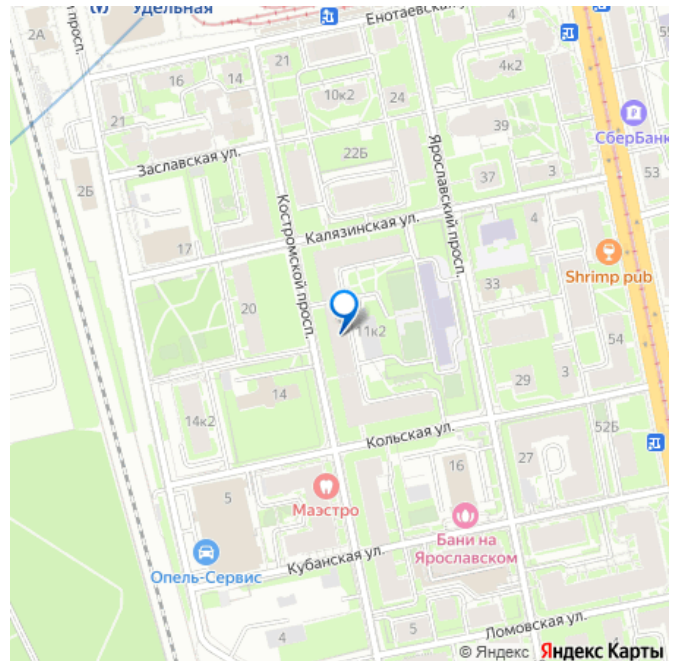 Удельная
Енотаевская у
2А
й просп.
21
4
55
16
14
4к2
10к2
24
21
39
СберБанк
Заславская ул.
22Б
Ярославский просп.
37
3
53
2Б
Костромской просп.
Калязинская ул.
4
17
Shrimp pub
33
20
11к2
54
29
3
14
14к2
Кольская ул.
52Б
27
16
5
Маэстро
Бани на
Ярославском
Опель-Сервис
Кубанская ул.
Ломовская ул.
5
4
© Яндекс Яндекс Карты